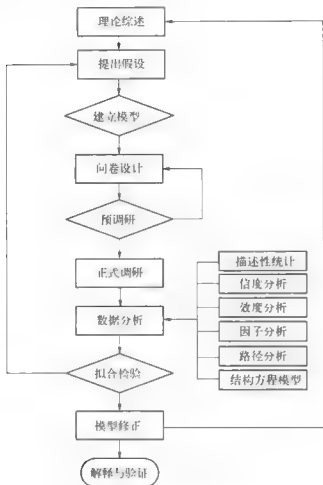 理论综述
提出假设
建立模型
问卷设计
预调研
正式调研
数据分析
描述性统计
信度分析
效度分析
因子分析
路径分析
结构方程模型
拟合检验
模型修正
解释与验证